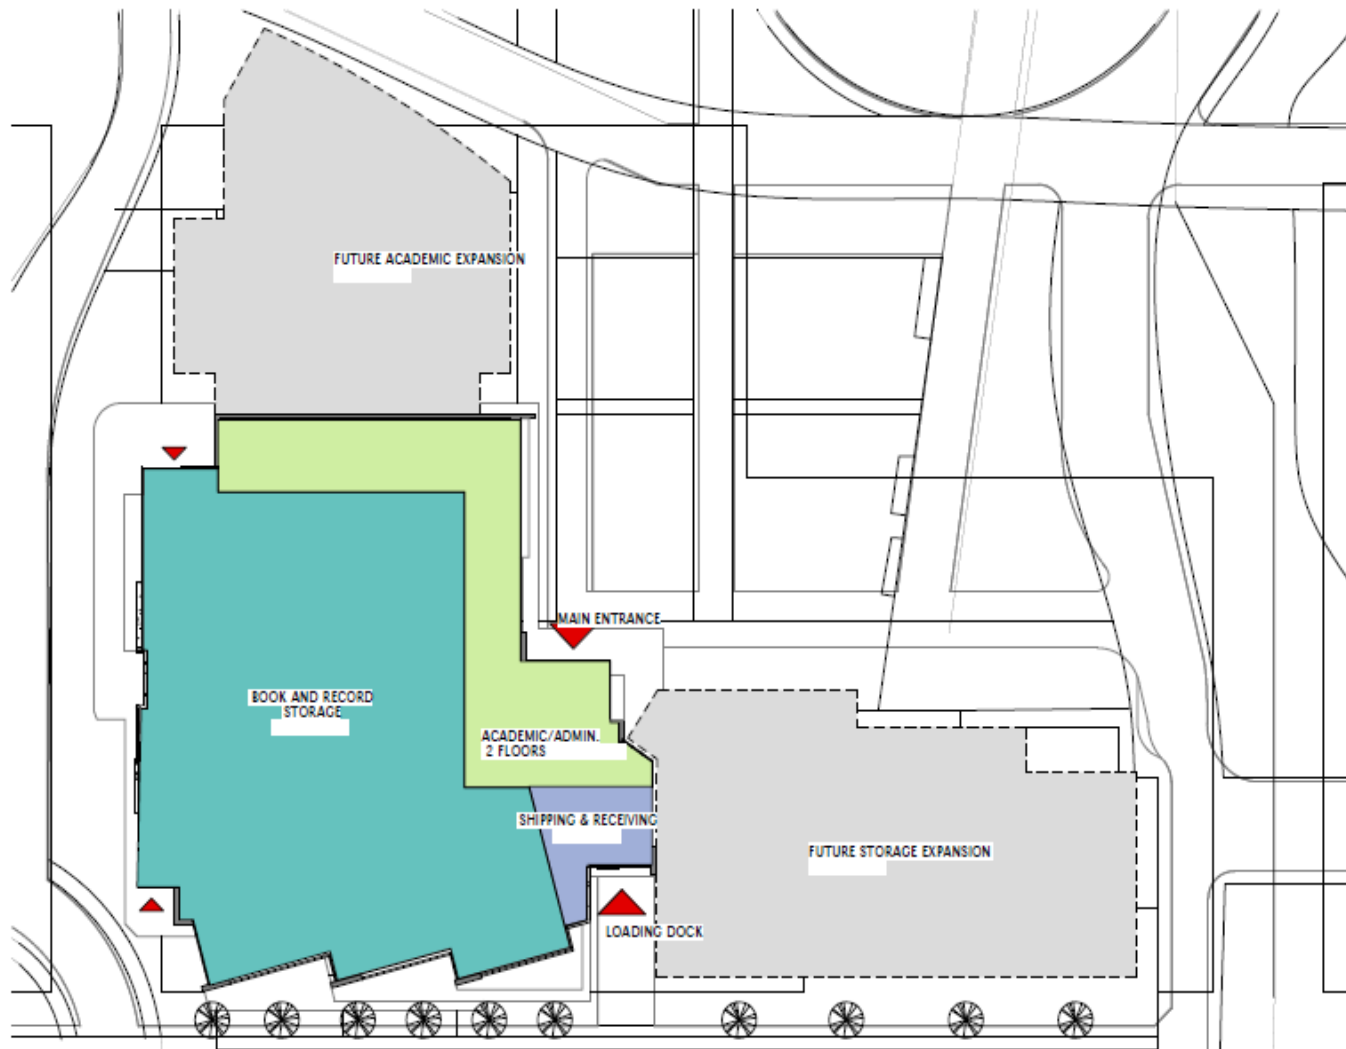 FUTURE ACADEMIC EXPANSION
MAIN ENTRANCE
BOOK AND RECORD
STORAGE
ACADEMIC/ADMIN.
2 FLOORS
SHIPPING & RECEIVING
FUTURE STORAGE EXPANSION
LOADING DOCK